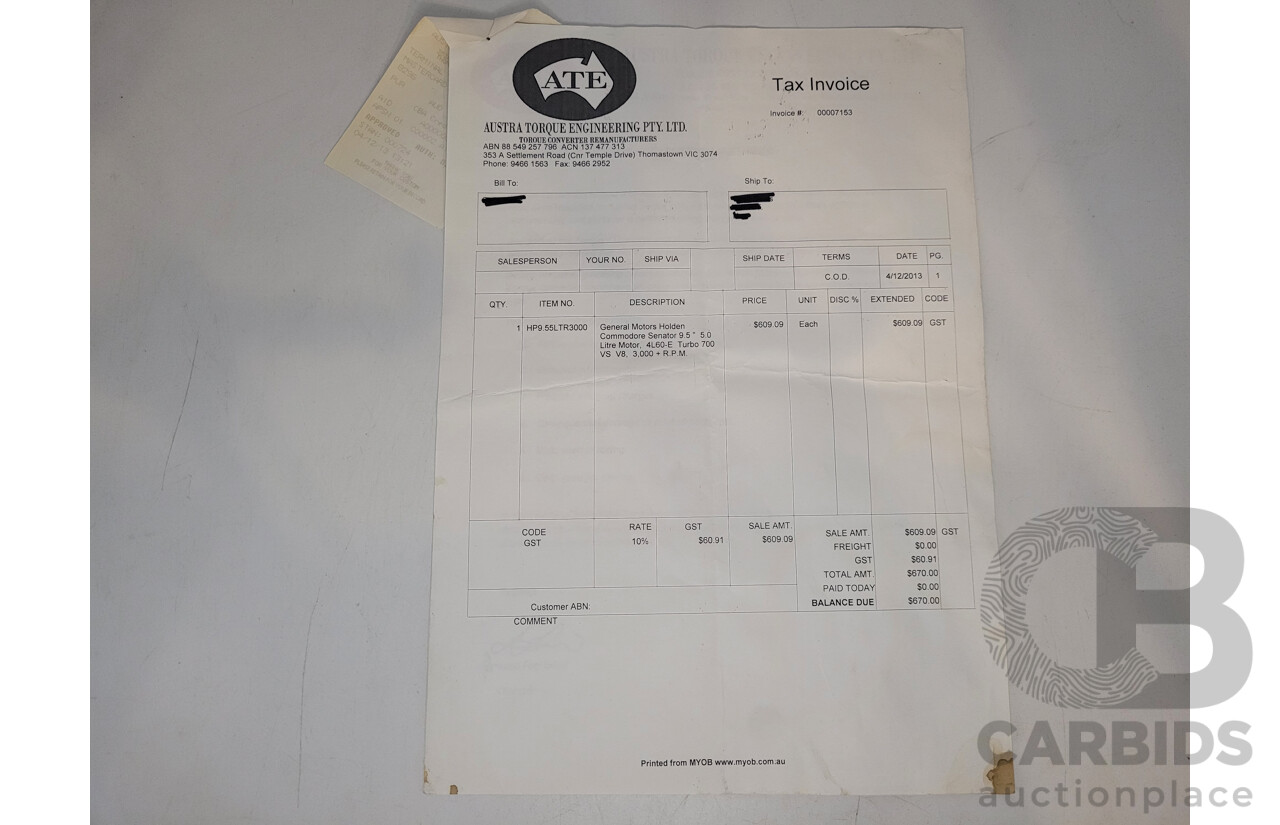 ATE
AUSTRA TORQUE ENGINEERING PTY. LTD.
TORQUE CONVERTER REMANUFACTURERS
ABN 88 549 257 796 ACN 137 477 313
353 A Settlement Road (Cnr Temple Drive) Thomastown VIC 3074
Phone: 9466 1563 Fax: 9466 2952
Tax Invoice
Invoice #: 00007153
Bill To:
Ship To:
SALESPERSON YOUR NO. SHIP VIA SHIP DATE TERMS DATE PG.
C.O.D. 4/12/2013 1
QTY. ITEM NO. DESCRIPTION PRICE UNIT DISC % EXTENDED CODE
1 HP9.55LTR3000 General Motors Holden $609.09 Each $609.09 GST
Commodore Senator 9.5 " 5.0
Litre Motor, 4L60-E Turbo 700
VS V8, 3,000 + R.P.M.
CODE RATE GST SALE AMT.
GST 10% $60.91 $609.09
SALE AMT. $609.09 GST
FREIGHT $0.00
GST $60.91
TOTAL AMT. $670.00
PAID TODAY $0.00
BALANCE DUE $670.00
Customer ABN:
COMMENT
Printed from MYOB www.myob.com.au
APPROVED
CB
CARBIDS
auctionplace